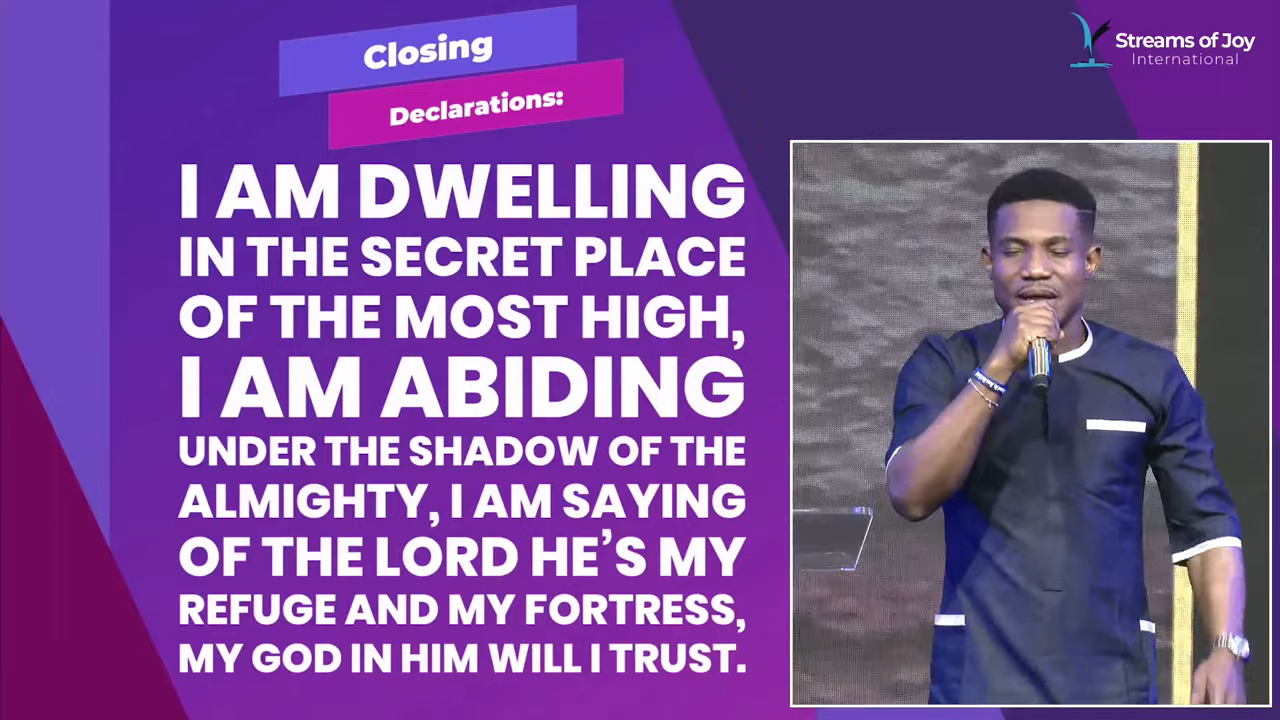 Closing
Declarations:
I AM DWELLING
IN THE SECRET PLACE
OF THE MOST HIGH,
I AM ABIDING
UNDER THE SHADOW OF THE
ALMIGHTY, I AM SAYING
OF THE LORD HE'S MY
REFUGE AND MY FORTRESS,
MY GOD IN HIM WILL I TRUST.
Streams of Joy
International